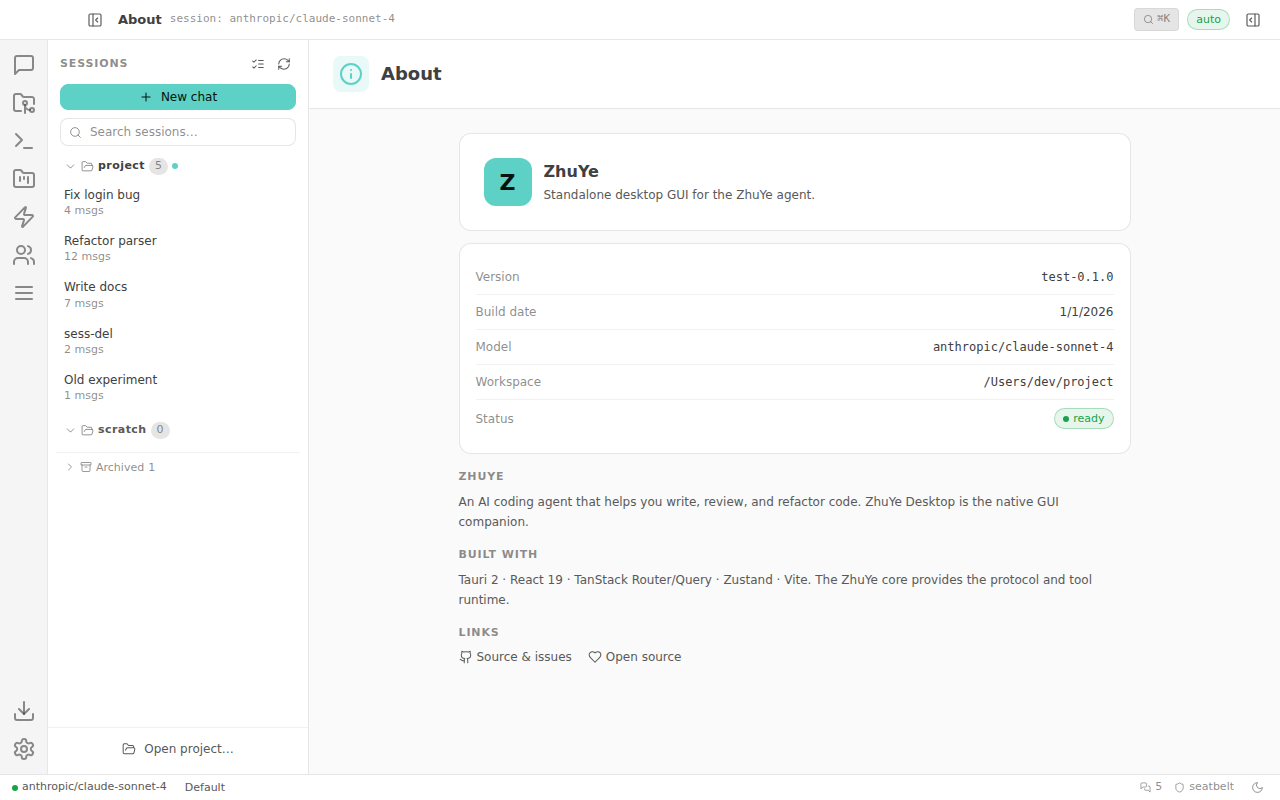 About session: anthropic/claude-sonnet-4
⌘K
auto
SESSIONS
New chat
Search sessions…
project 5
Fix login bug
4 msgs
Refactor parser
12 msgs
Write docs
7 msgs
sess-del
2 msgs
Old experiment
1 msgs
scratch 0
Archived 1
Open project…
About
Z
ZhuYe
Standalone desktop GUI for the ZhuYe agent.
Version test-0.1.0
Build date 1/1/2026
Model anthropic/claude-sonnet-4
Workspace /Users/dev/project
Status ready
ZHUYE
An AI coding agent that helps you write, review, and refactor code. ZhuYe Desktop is the native GUI
companion.
BUILT WITH
Tauri 2 · React 19 · TanStack Router/Query · Zustand · Vite. The ZhuYe core provides the protocol and tool
runtime.
LINKS
Source & issues Open source
anthropic/claude-sonnet-4 Default
5 seatbelt